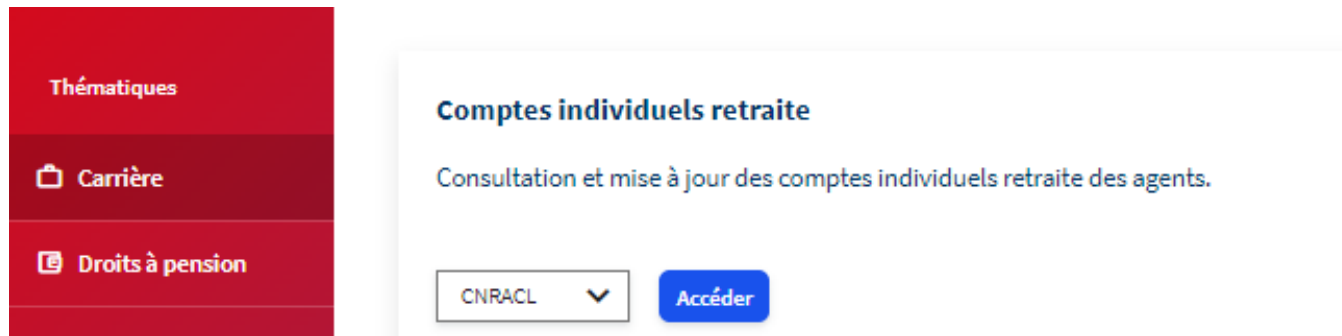 Thématiques
Carrière
Droits à pension
Comptes individuels retraite
Consultation et mise à jour des comptes individuels retraite des agents.
CNRACL
Accéder